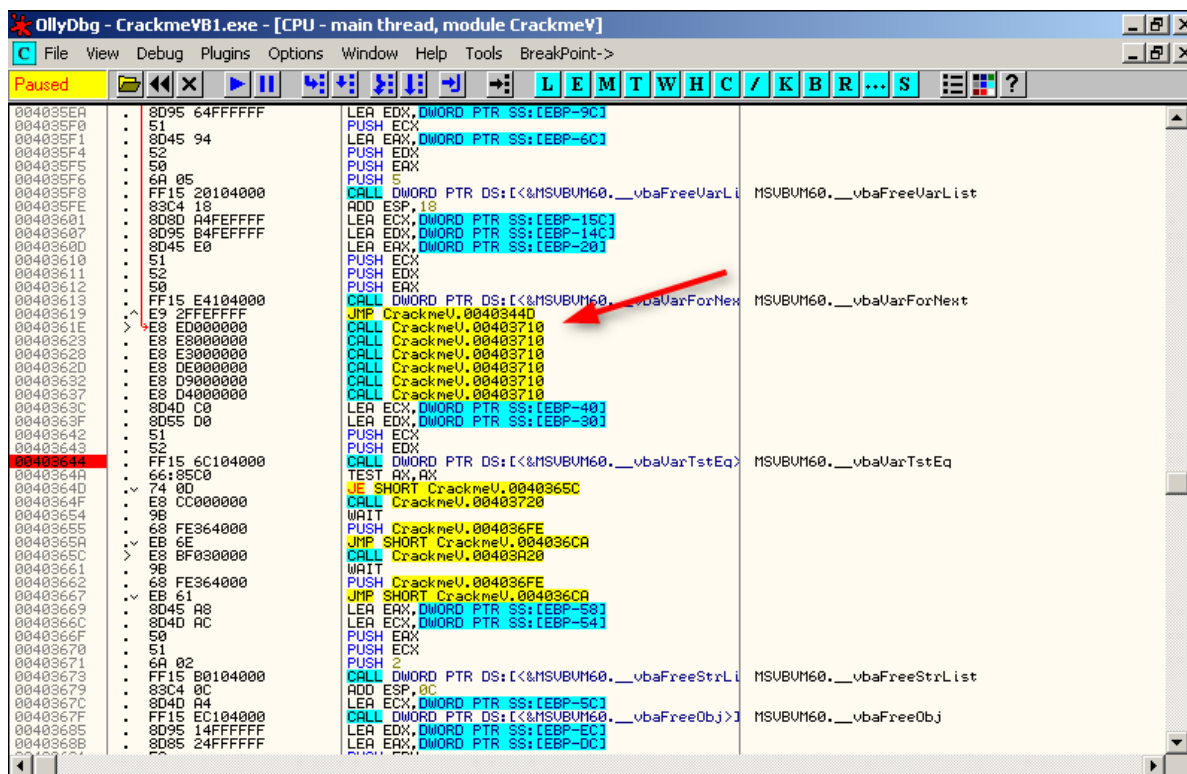 OllyDbg - CrackmeVB1.exe - [CPU - main thread, module CrackmeV]
C File View Debug Plugins Options Window Help Tools BreakPoint->
Paused L E M T W H C / K B R ... S ?
004035EA . 8D95 64FFFFFF LEA EDX,DWORD PTR SS:[EBP-9C]
004035F0 . 51 PUSH ECX
004035F1 . 8D45 94 LEA EAX,DWORD PTR SS:[EBP-6C]
004035F4 . 52 PUSH EDX
004035F5 . 50 PUSH EAX
004035F6 . 6A 05 PUSH 5
004035F8 . FF15 20104000 CALL DWORD PTR DS:[<&MSVBVM60.__vbaFreeVarLi MSVBVM60.__vbaFreeVarList
004035FE . 83C4 18 ADD ESP,18
00403601 . 8D8D A4FEFFFF LEA ECX,DWORD PTR SS:[EBP-15C]
00403607 . 8D95 B4FEFFFF LEA EDX,DWORD PTR SS:[EBP-14C]
0040360D . 8D45 E0 LEA EAX,DWORD PTR SS:[EBP-20]
00403610 . 51 PUSH ECX
00403611 . 52 PUSH EDX
00403612 . 50 PUSH EAX
00403613 . FF15 E4104000 CALL DWORD PTR DS:[<&MSVBVM60.__vbaVarForNex MSVBVM60.__vbaVarForNext
00403619 .^ E9 2FFEFFFF JMP CrackmeV.0040344D
0040361E > E8 ED000000 CALL CrackmeV.00403710
00403623 . E8 E8000000 CALL CrackmeV.00403710
00403628 . E8 E3000000 CALL CrackmeV.00403710
0040362D . E8 DE000000 CALL CrackmeV.00403710
00403632 . E8 D9000000 CALL CrackmeV.00403710
00403637 . E8 D4000000 CALL CrackmeV.00403710
0040363C . 8D4D C0 LEA ECX,DWORD PTR SS:[EBP-40]
0040363F . 8D55 D0 LEA EDX,DWORD PTR SS:[EBP-30]
00403642 . 51 PUSH ECX
00403643 . 52 PUSH EDX
00403644 . FF15 6C104000 CALL DWORD PTR DS:[<&MSVBVM60.__vbaVarTstEq> MSVBVM60.__vbaVarTstEq
0040364A . 66:85C0 TEST AX,AX
0040364D .v 74 0D JE SHORT CrackmeV.0040365C
0040364F . E8 CC000000 CALL CrackmeV.00403720
00403654 . 9B WAIT
00403655 . 68 FE364000 PUSH CrackmeV.004036FE
0040365A .v EB 6E JMP SHORT CrackmeV.004036CA
0040365C > E8 BF030000 CALL CrackmeV.00403A20
00403661 . 9B WAIT
00403662 . 68 FE364000 PUSH CrackmeV.004036FE
00403667 .v EB 61 JMP SHORT CrackmeV.004036CA
00403669 . 8D45 A8 LEA EAX,DWORD PTR SS:[EBP-58]
0040366C . 8D4D AC LEA ECX,DWORD PTR SS:[EBP-54]
0040366F . 50 PUSH EAX
00403670 . 51 PUSH ECX
00403671 . 6A 02 PUSH 2
00403673 . FF15 B0104000 CALL DWORD PTR DS:[<&MSVBVM60.__vbaFreeStrLi MSVBVM60.__vbaFreeStrList
00403679 . 83C4 0C ADD ESP,0C
0040367C . 8D4D A4 LEA ECX,DWORD PTR SS:[EBP-5C]
0040367F . FF15 EC104000 CALL DWORD PTR DS:[<&MSVBVM60.__vbaFreeObj>] MSVBVM60.__vbaFreeObj
00403685 . 8D95 14FFFFFF LEA EDX,DWORD PTR SS:[EBP-EC]
0040368B . 8D85 24FFFFFF LEA EAX,DWORD PTR SS:[EBP-DC]